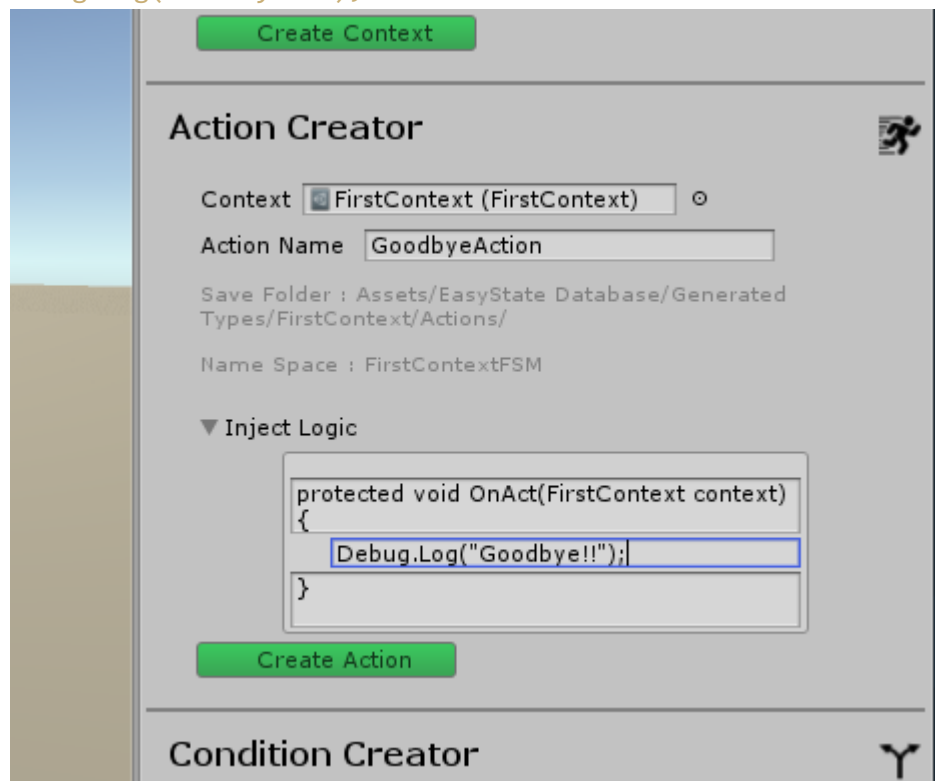 Create Context
Action Creator
Context FirstContext (FirstContext)
Action Name GoodbyeAction
Save Folder : Assets/EasyState Database/Generated
Types/FirstContext/Actions/
Name Space : FirstContextFSM
Inject Logic
protected void OnAct(FirstContext context)
{
Debug.Log("Goodbye!!");
}
Create Action
Condition Creator